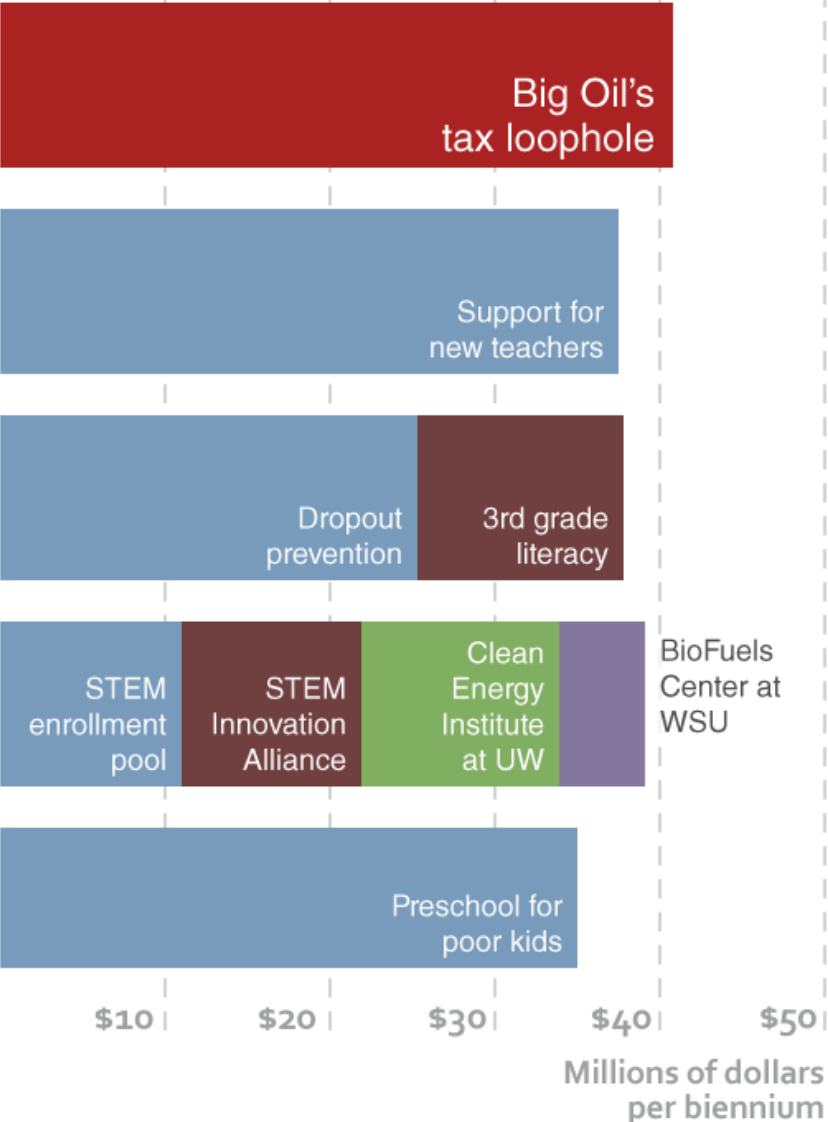 Big Oil’s
tax loophole
Support for
new teachers
Dropout
prevention
3rd grade
literacy
STEM
enrollment
pool
STEM
Innovation
Alliance
Clean
Energy
Institute
at UW
BioFuels
Center at
WSU
Preschool for
poor kids
$10 $20 $30 $40 $50
Millions of dollars
per biennium